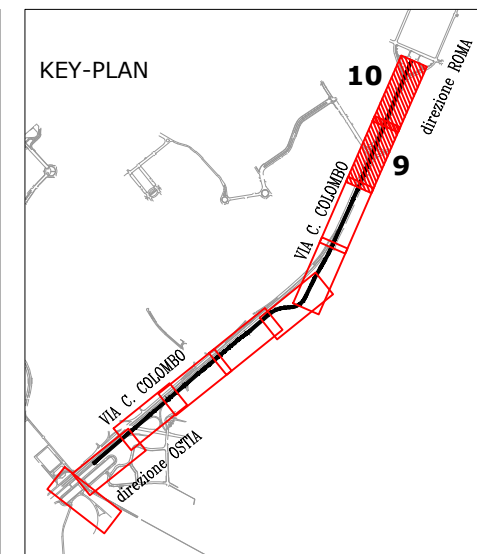 KEY-PLAN
10
direzione ROMA
9
VIA C. COLOMBO
VIA C. COLOMBO
direzione OSTIA